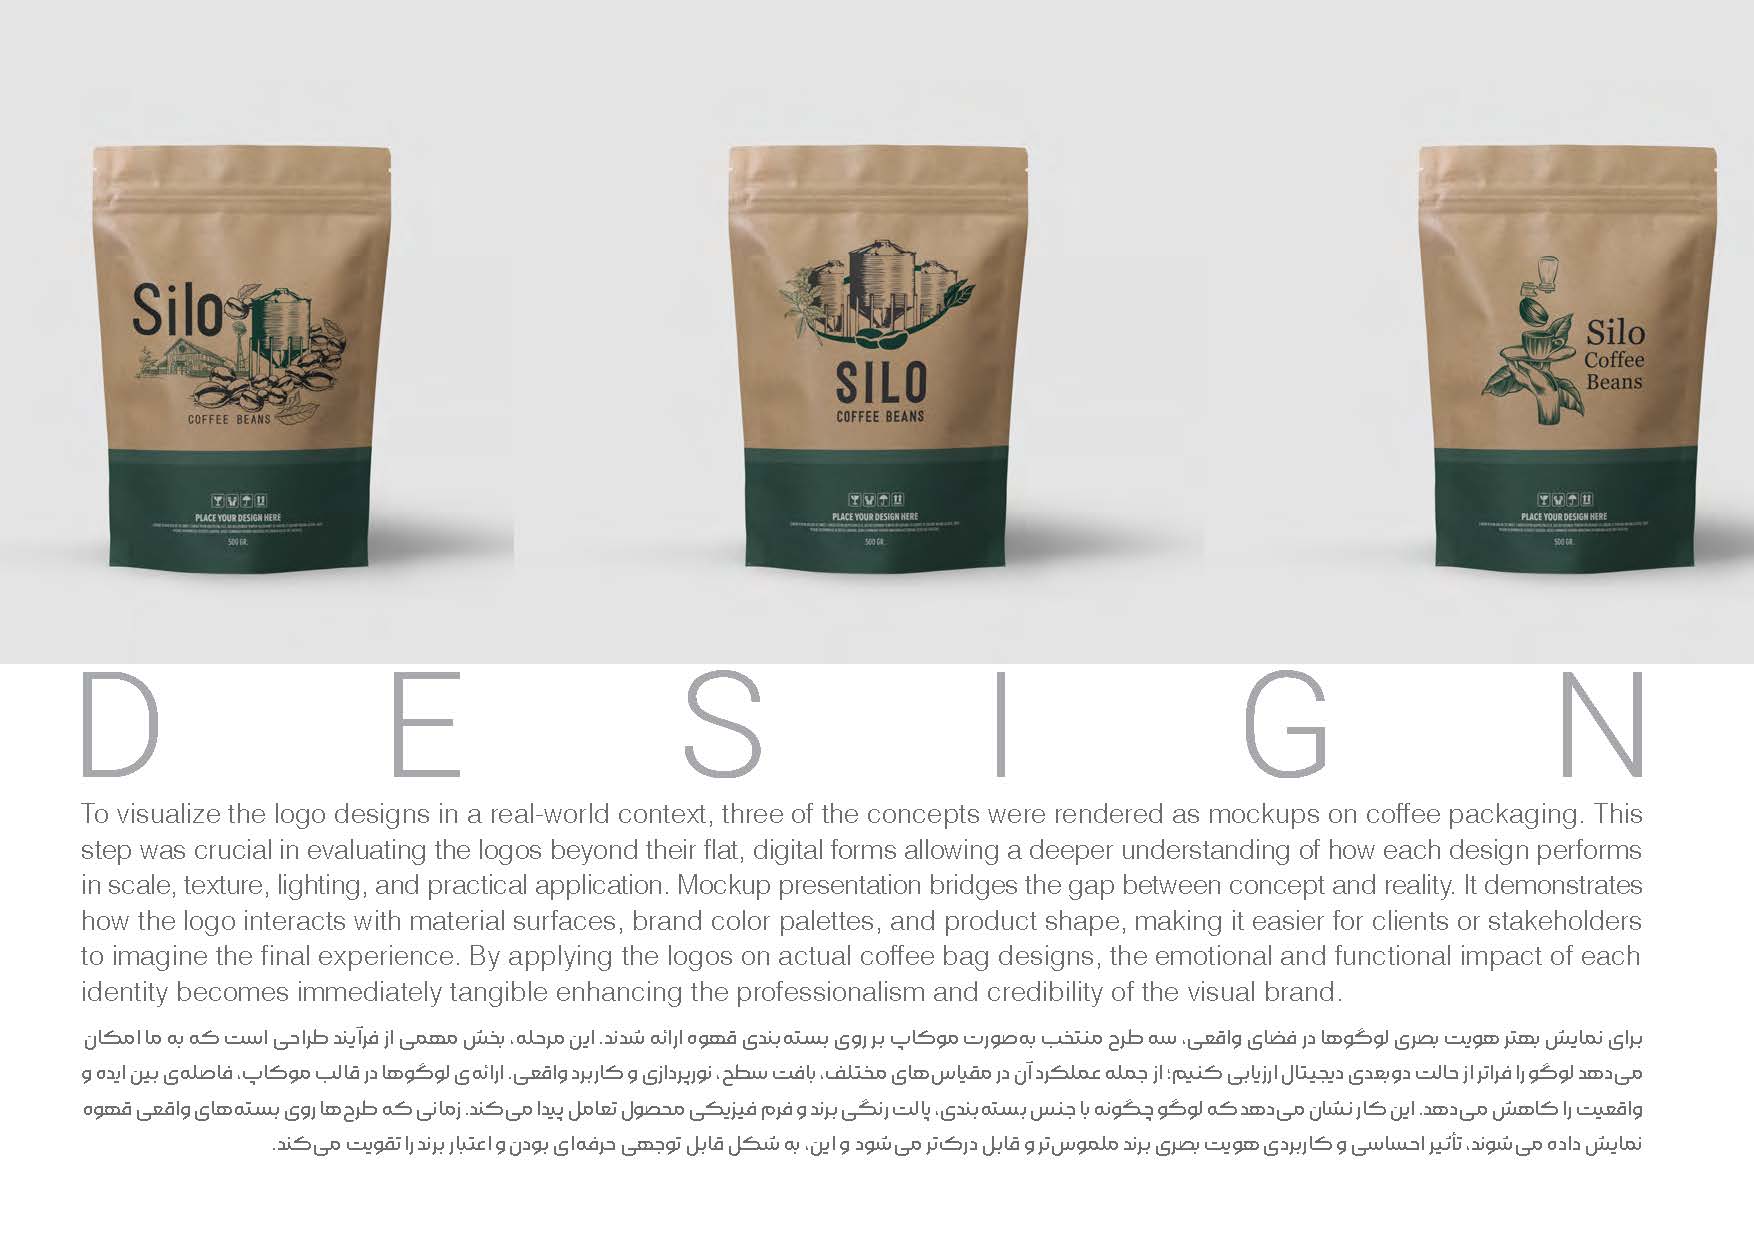 Silo
COFFEE BEANS
PLACE YOUR DESIGN HERE
500 GR.
SILO
COFFEE BEANS
PLACE YOUR DESIGN HERE
500 GR.
Silo
Coffee
Beans
PLACE YOUR DESIGN HERE
500 GR.
DESIGN
To visualize the logo designs in a real-world context, three of the concepts were rendered as mockups on coffee packaging. This
step was crucial in evaluating the logos beyond their flat, digital forms allowing a deeper understanding of how each design performs
in scale, texture, lighting, and practical application. Mockup presentation bridges the gap between concept and reality. It demonstrates
how the logo interacts with material surfaces, brand color palettes, and product shape, making it easier for clients or stakeholders
to imagine the final experience. By applying the logos on actual coffee bag designs, the emotional and functional impact of each
identity becomes immediately tangible enhancing the professionalism and credibility of the visual brand.
برای نمایش بهتر هویت بصری لوگوها در فضای واقعی، سه طرح منتخب به‌صورت موکاپ بر روی بسته‌بندی قهوه ارائه شدند. این مرحله، بخش مهمی از فرآیند طراحی است که به ما امکان
می‌دهد لوگو را فراتر از حالت دوبعدی دیجیتال ارزیابی کنیم؛ از جمله عملکرد آن در مقیاس‌های مختلف، بافت سطح، نورپردازی و کاربرد واقعی. ارائه‌ی لوگوها در قالب موکاپ، فاصله‌ی بین ایده و
واقعیت را کاهش می‌دهد. این کار نشان می‌دهد که لوگو چگونه با جنس بسته‌بندی، پالت رنگی برند و فرم فیزیکی محصول تعامل پیدا می‌کند. زمانی که طرح‌ها روی بسته‌های واقعی قهوه
نمایش داده می‌شوند، تأثیر احساسی و کاربردی هویت بصری برند ملموس‌تر و قابل درک‌تر می‌شود و این، به شکل قابل توجهی حرفه‌ای بودن و اعتبار برند را تقویت می‌کند.